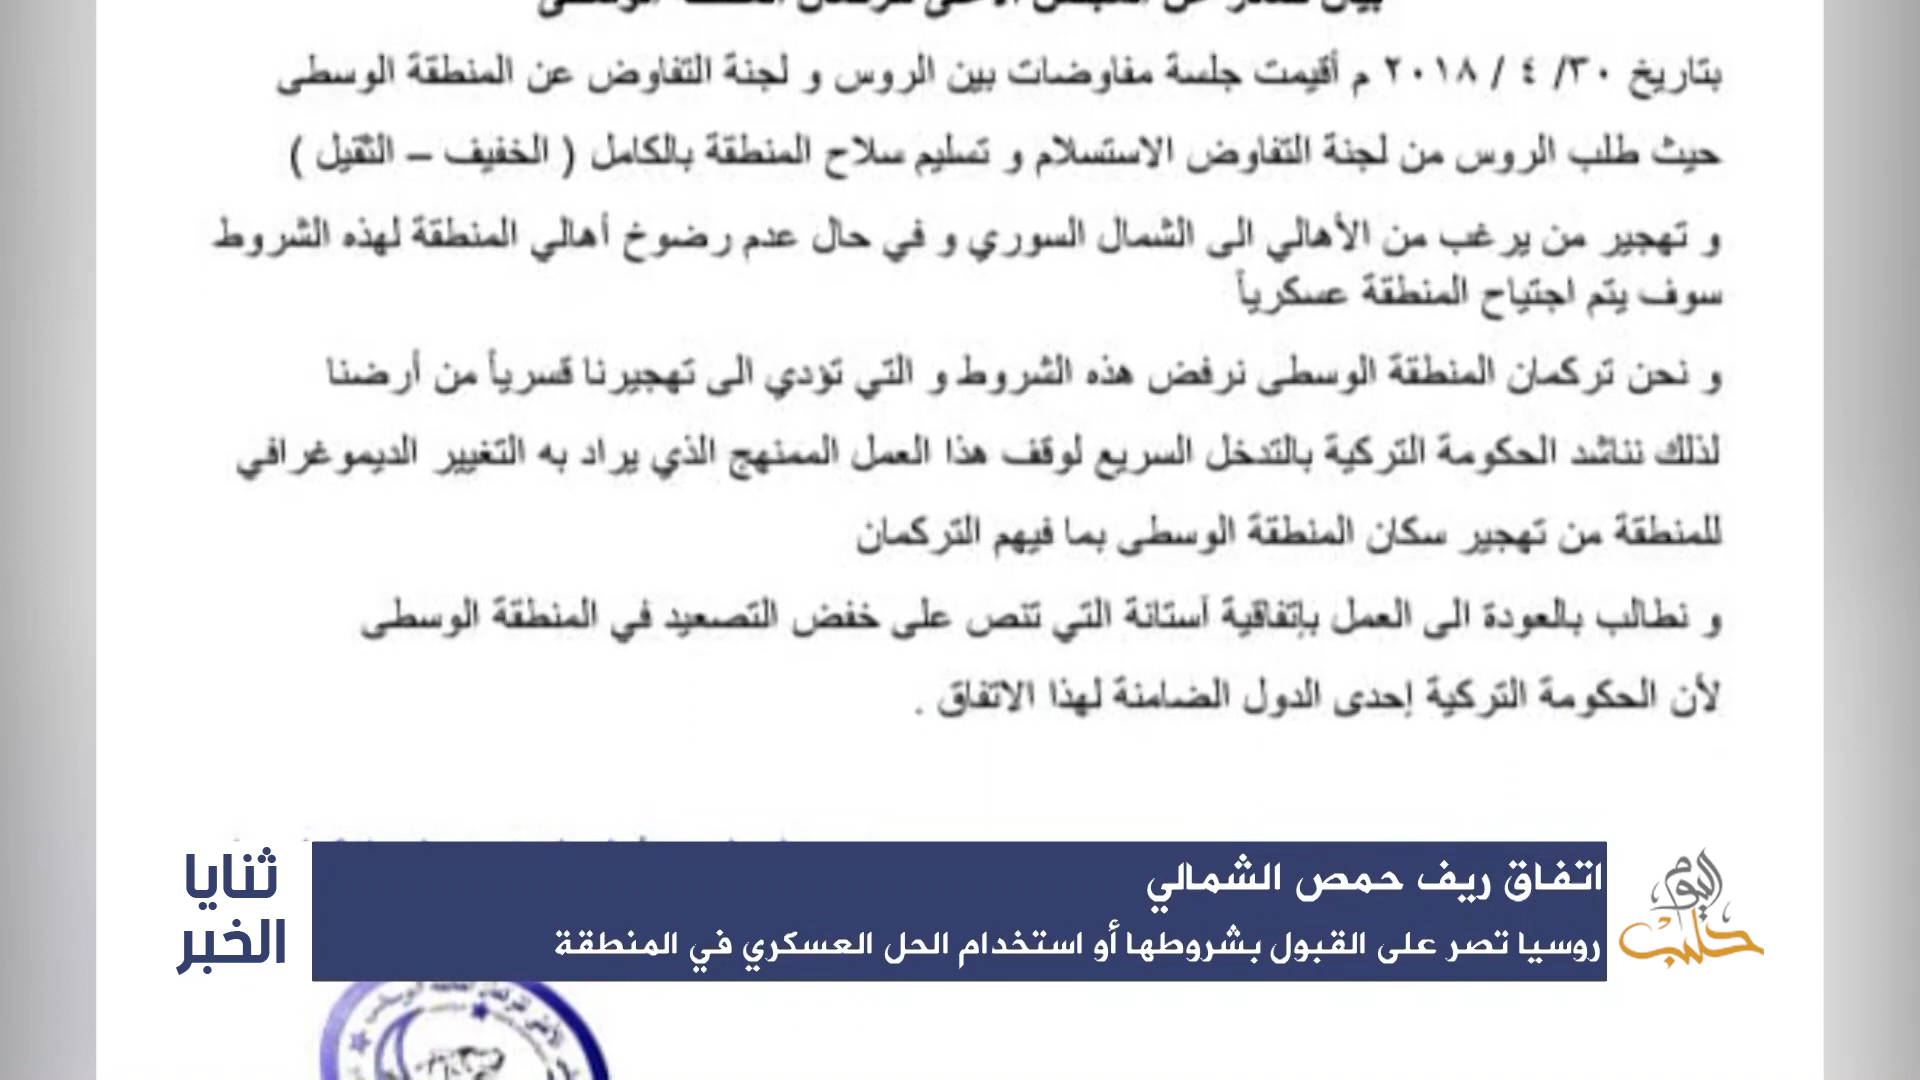 بتاريخ ٣٠/ ٤ / ٢٠١٨ م أقيمت جلسة مفاوضات بين الروس و لجنة التفاوض عن المنطقة الوسطى
حيث طلب الروس من لجنة التفاوض الاستسلام و تسليم سلاح المنطقة بالكامل ( الخفيف – الثقيل )
و تهجير من يرغب من الأهالي الى الشمال السوري و في حال عدم رضوخ أهالي المنطقة لهذه الشروط
سوف يتم اجتياح المنطقة عسكرياً
و نحن تركمان المنطقة الوسطى نرفض هذه الشروط و التي تؤدي الى تهجيرنا قسرياً من أرضنا
لذلك نناشد الحكومة التركية بالتدخل السريع لوقف هذا العمل الممنهج الذي يراد به التغيير الديموغرافي
للمنطقة من تهجير سكان المنطقة الوسطى بما فيهم التركمان
و نطالب بالعودة الى العمل بإتفاقية آستانة التي تنص على خفض التصعيد في المنطقة الوسطى
لأن الحكومة التركية إحدى الدول الضامنة لهذا الاتفاق .
حلب اليوم
اتفاق ريف حمص الشمالي
روسيا تصر على القبول بشروطها أو استخدام الحل العسكري في المنطقة
ثنايا
الخبر